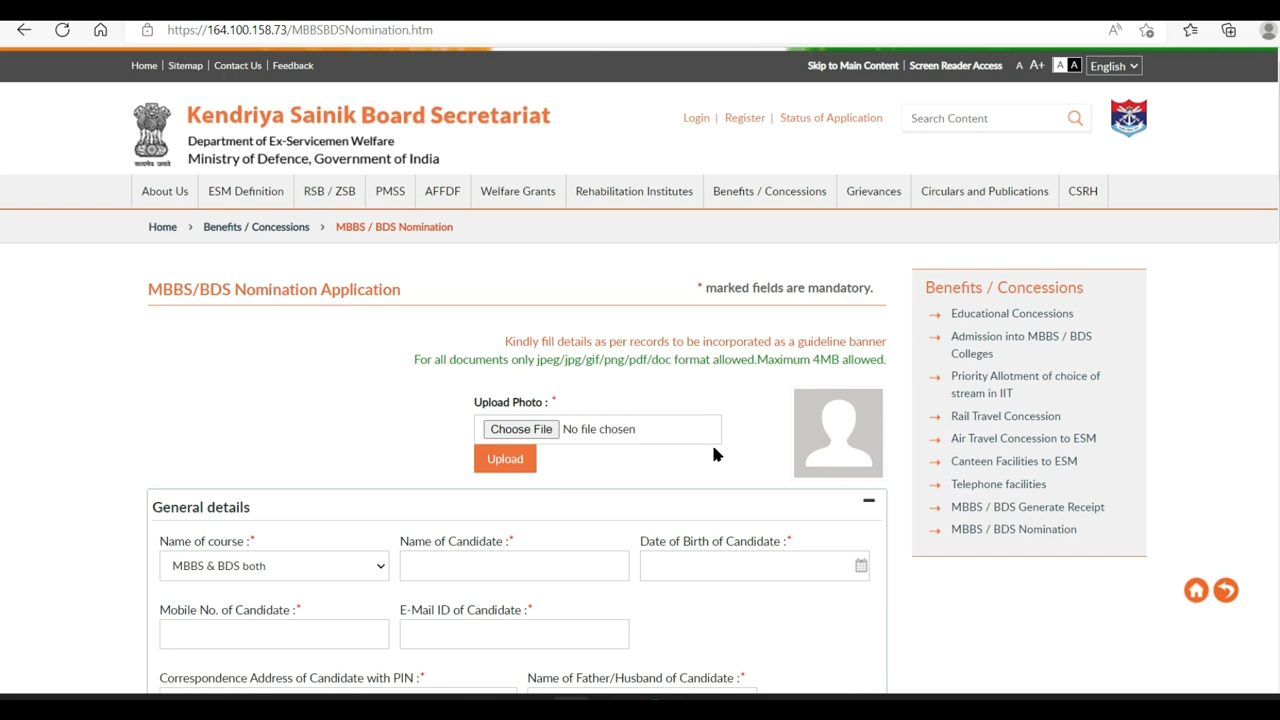 https://164.100.158.73/MBBSBDSNomination.htm
Home | Sitemap | Contact Us | Feedback
Skip to Main Content | Screen Reader Access A A+ A A English
Kendriya Sainik Board Secretariat
Department of Ex-Servicemen Welfare
Ministry of Defence, Government of India
Login | Register | Status of Application
Search Content
About Us ESM Definition RSB / ZSB PMSS AFFDF Welfare Grants Rehabilitation Institutes Benefits / Concessions Grievances Circulars and Publications CSRH
Home > Benefits / Concessions > MBBS / BDS Nomination
MBBS/BDS Nomination Application
* marked fields are mandatory.
Kindly fill details as per records to be incorporated as a guideline banner
For all documents only jpeg/jpg/gif/png/pdf/doc format allowed.Maximum 4MB allowed.
Upload Photo : *
Choose File No file chosen
Upload
General details
Name of course :* Name of Candidate :* Date of Birth of Candidate :*
MBBS & BDS both
Mobile No. of Candidate :* E-Mail ID of Candidate :*
Correspondence Address of Candidate with PIN :* Name of Father/Husband of Candidate :*
Benefits / Concessions
Educational Concessions
Admission into MBBS / BDS
Colleges
Priority Allotment of choice of
stream in IIT
Rail Travel Concession
Air Travel Concession to ESM
Canteen Facilities to ESM
Telephone facilities
MBBS / BDS Generate Receipt
MBBS / BDS Nomination